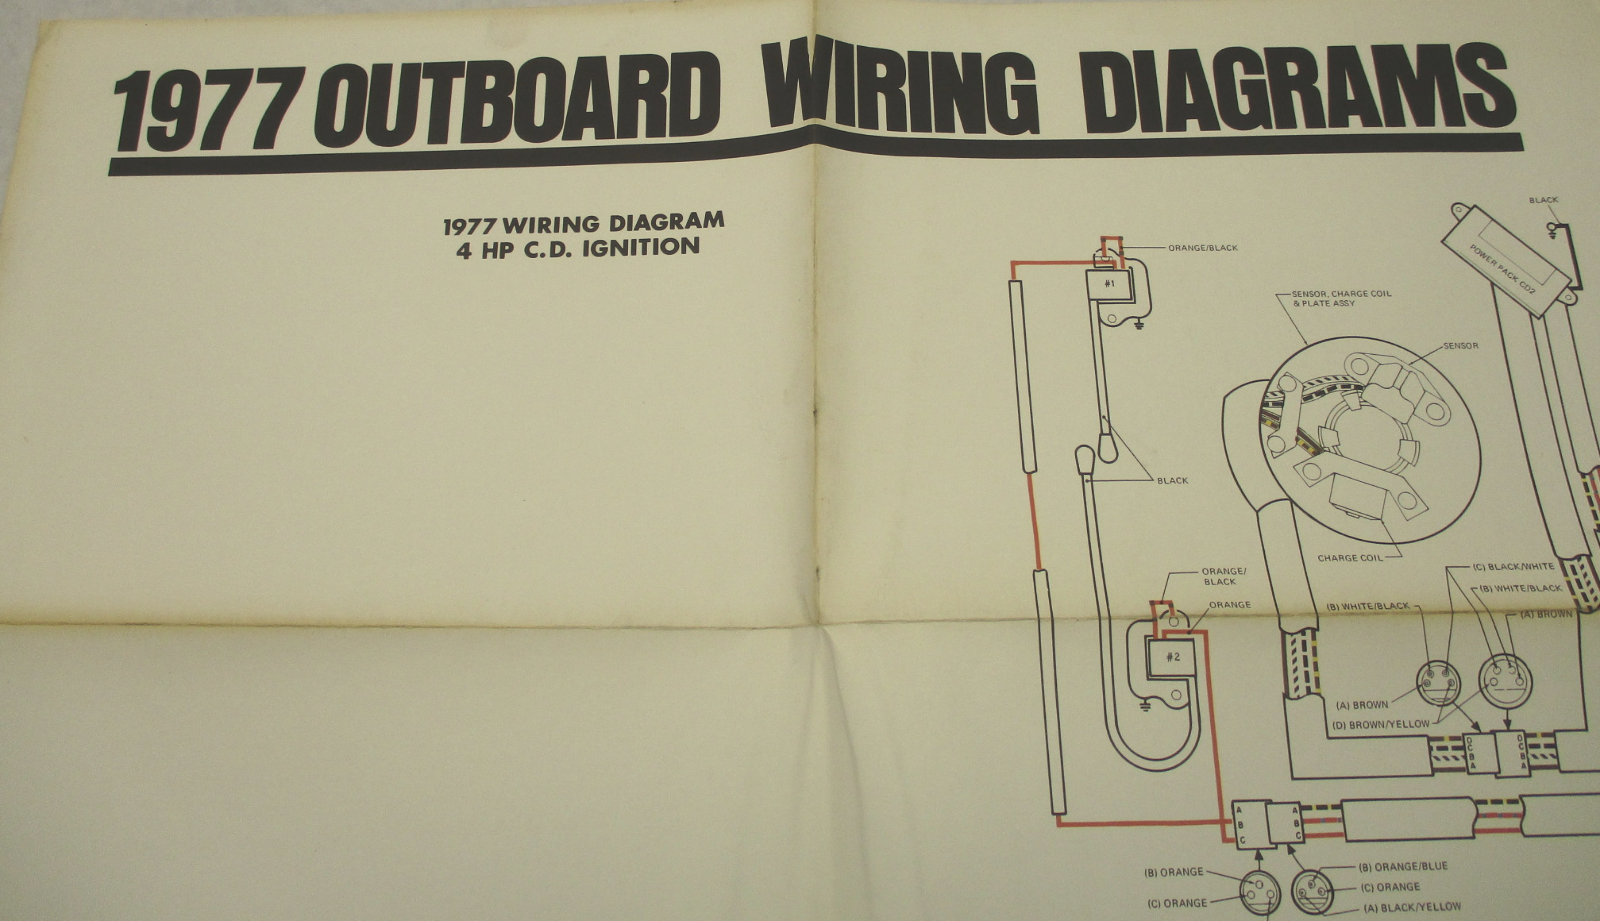 1977 OUTBOARD WIRING DIAGRAMS
1977 WIRING DIAGRAM
4 HP C.D. IGNITION
ORANGE/BLACK
#1
BLACK
POWER PACK CD2
SENSOR, CHARGE COIL
& PLATE ASSY
SENSOR
BLACK
CHARGE COIL
ORANGE/
BLACK
ORANGE
#2
(C) BLACK/WHITE
(B) WHITE/BLACK
(B) WHITE/BLACK
(A) BROWN
(A) BROWN
(D) BROWN/YELLOW
D
C
B
A
D
C
B
A
A
B
C
A
B
C
(B) ORANGE
(C) ORANGE
(B) ORANGE/BLUE
(C) ORANGE
(A) BLACK/YELLOW